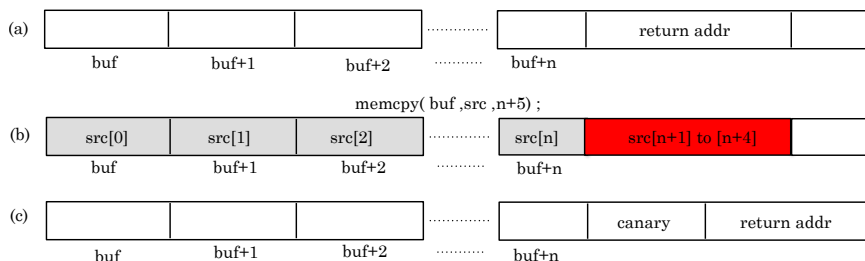 (a) return addr
buf buf+1 buf+2 buf+n
memcpy( buf ,src ,n+5) ;
(b) src[0] src[1] src[2] src[n] src[n+1] to [n+4]
buf buf+1 buf+2 buf+n
(c) canary return addr
buf buf+1 buf+2 buf+n